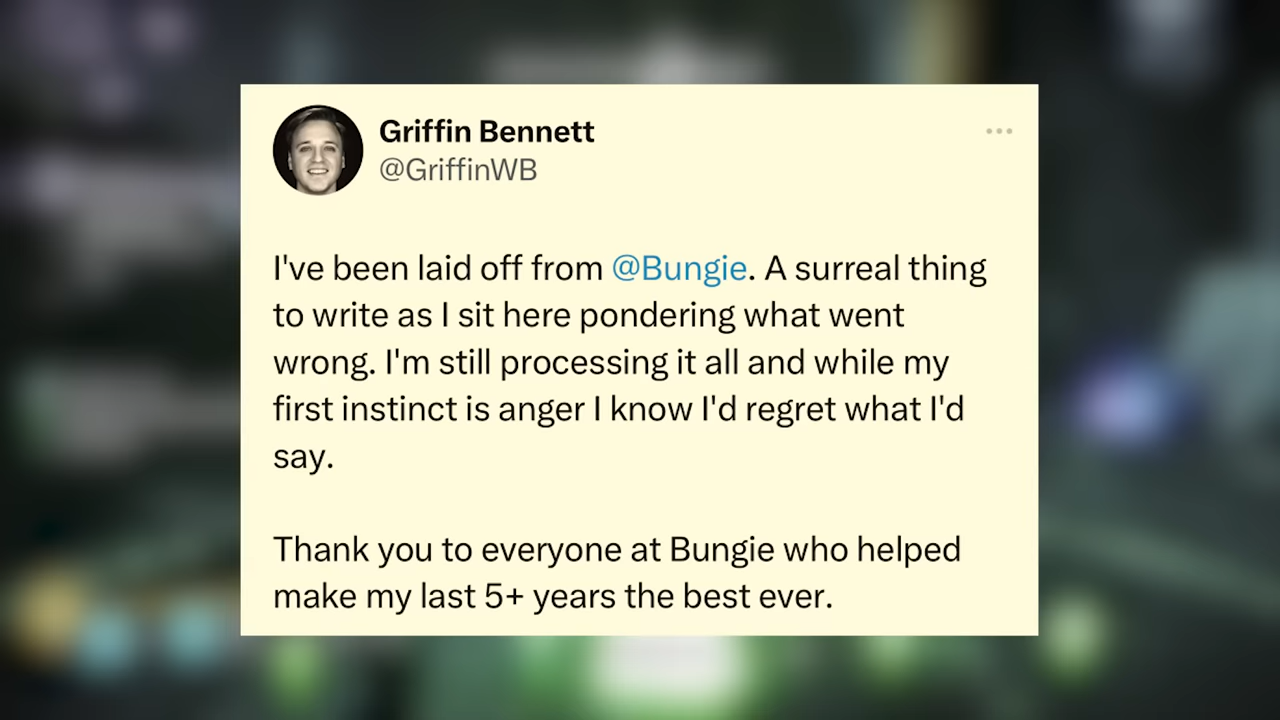 Griffin Bennett
@GriffinWB
I've been laid off from @Bungie. A surreal thing
to write as I sit here pondering what went
wrong. I'm still processing it all and while my
first instinct is anger I know I'd regret what I'd
say.
Thank you to everyone at Bungie who helped
make my last 5+ years the best ever.